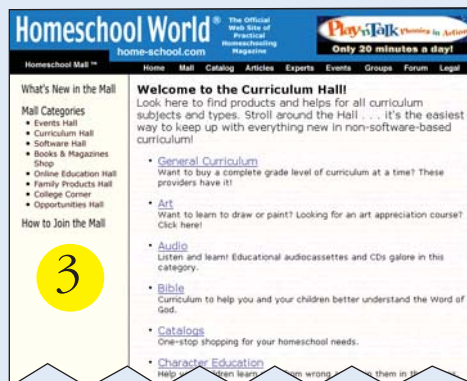 Homeschool World®
The Official
Web Site of
Practical
Homeschooling
Magazine
home-school.com
Play'nTalk Phonics in Action
Only 20 minutes a day!
Homeschool Mall ™
Home Mall Catalog Articles Experts Events Groups Forum Legal
What's New in the Mall
Mall Categories
• Events Hall
• Curriculum Hall
• Software Hall
• Books & Magazines
Shop
• Online Education Hall
• Family Products Hall
• College Corner
• Opportunities Hall
How to Join the Mall
3
Welcome to the Curriculum Hall!
Look here to find products and helps for all curriculum
subjects and types. Stroll around the Hall . . . it's the easiest
way to keep up with everything new in non-software-based
curriculum!
• General Curriculum
Want to buy a complete grade level of curriculum at a time? These
providers have it!
• Art
Want to learn to draw or paint? Looking for an art appreciation course?
Click here!
• Audio
Listen and learn! Educational audiocassettes and CDs galore in this
category.
• Bible
Curriculum to help you and your children better understand the Word of
God.
• Catalogs
One-stop shopping for your homeschool needs.
• Character Education
Help learn wrong them in